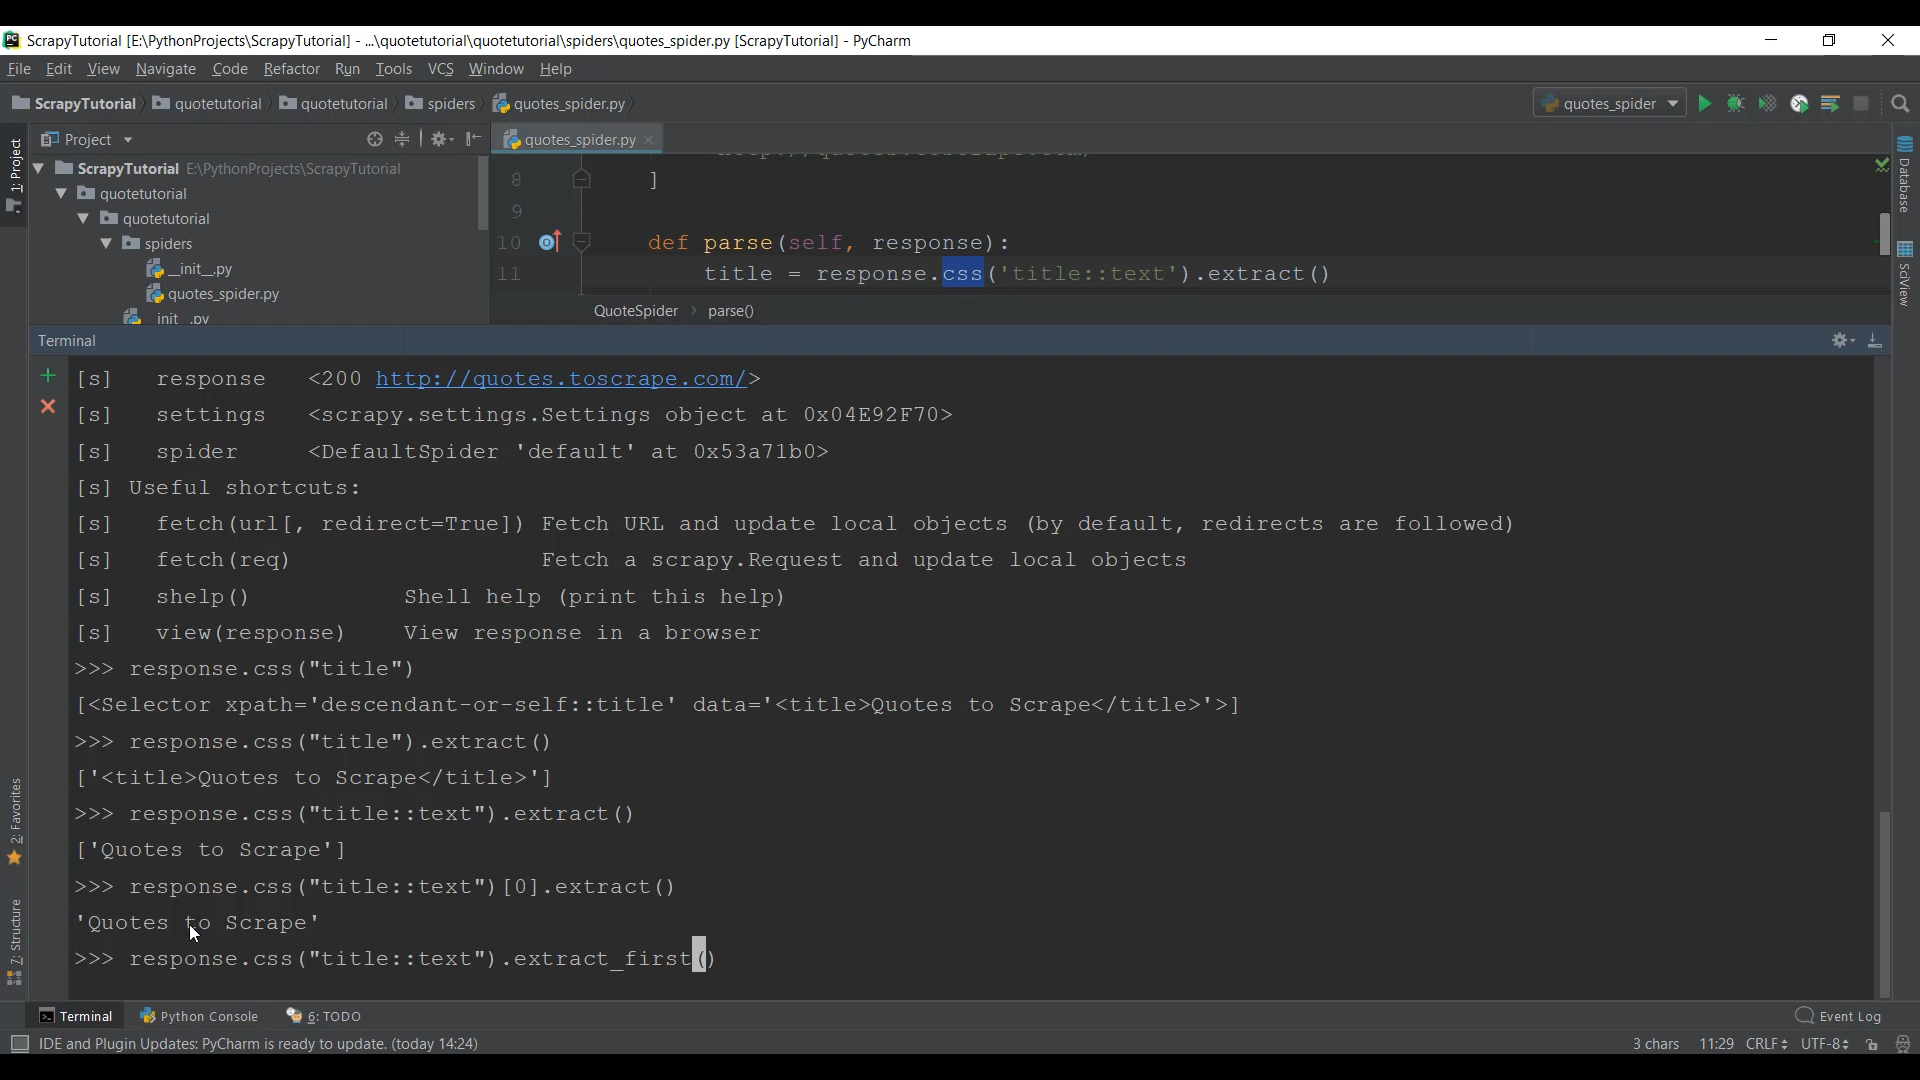 ScrapyTutorial [E:\PythonProjects\ScrapyTutorial] - ...\quotetutorial\quotetutorial\spiders\quotes_spider.py [ScrapyTutorial] - PyCharm
File Edit View Navigate Code Refactor Run Tools VCS Window Help
ScrapyTutorial quotetutorial quotetutorial spiders quotes_spider.py quotes_spider
Project quotes_spider.py
1: Project
Database
SciView
ScrapyTutorial E:\PythonProjects\ScrapyTutorial
quotetutorial
quotetutorial
spiders
__init__.py
quotes_spider.py
__init__.py
8 ]
9
10 def parse(self, response):
11 title = response.css('title::text').extract()
QuoteSpider > parse()
Terminal
[s] response <200 http://quotes.toscrape.com/>
[s] settings <scrapy.settings.Settings object at 0x04E92F70>
[s] spider <DefaultSpider 'default' at 0x53a71b0>
[s] Useful shortcuts:
[s] fetch(url[, redirect=True]) Fetch URL and update local objects (by default, redirects are followed)
[s] fetch(req) Fetch a scrapy.Request and update local objects
[s] shelp() Shell help (print this help)
[s] view(response) View response in a browser
>>> response.css("title")
[<Selector xpath='descendant-or-self::title' data='<title>Quotes to Scrape</title>'>]
>>> response.css("title").extract()
['<title>Quotes to Scrape</title>']
>>> response.css("title::text").extract()
['Quotes to Scrape']
>>> response.css("title::text")[0].extract()
'Quotes to Scrape'
>>> response.css("title::text").extract_first()
2: Favorites
7: Structure
Terminal Python Console 6: TODO Event Log
IDE and Plugin Updates: PyCharm is ready to update. (today 14:24) 3 chars 11:29 CRLF UTF-8